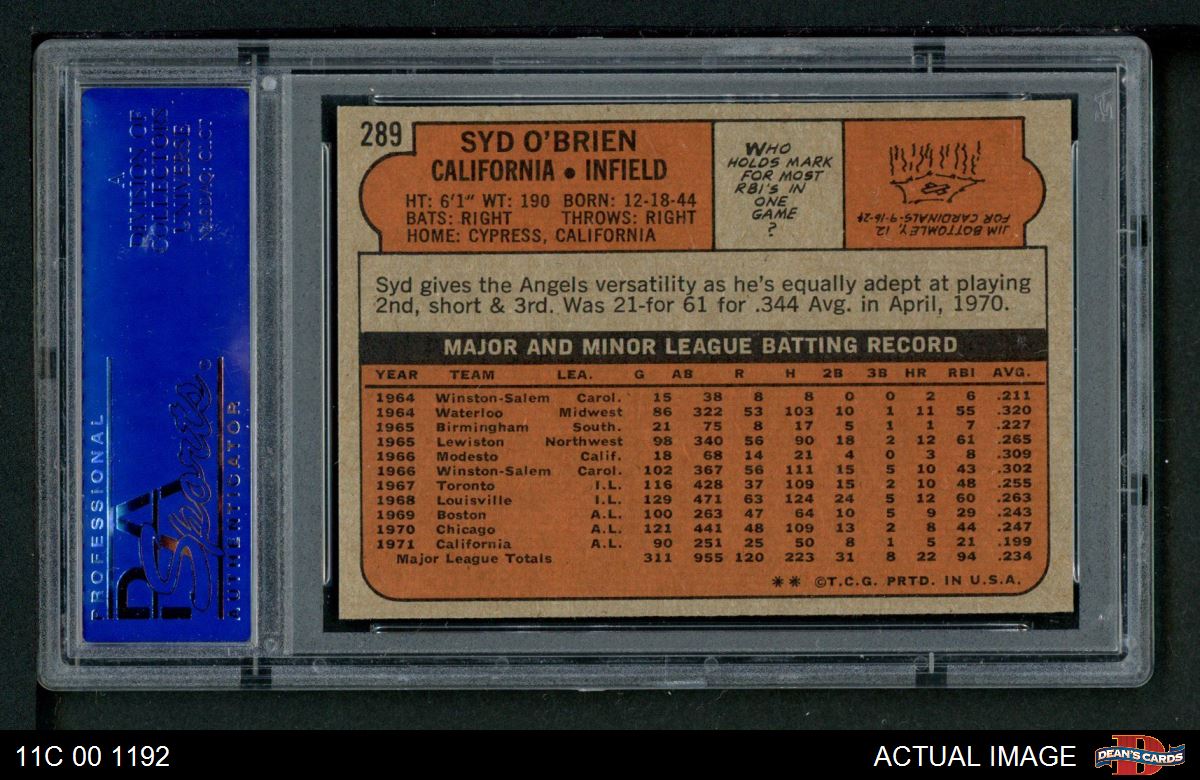 A
DIVISION OF
COLLECTORS
UNIVERSE
NASDAQ: CLCT
PROFESSIONAL
PSA
Sports
AUTHENTICATOR
289
SYD O'BRIEN
CALIFORNIA • INFIELD
HT: 6'1" WT: 190 BORN: 12-18-44
BATS: RIGHT THROWS: RIGHT
HOME: CYPRESS, CALIFORNIA
WHO
HOLDS MARK
FOR MOST
RBI'S IN
ONE
GAME
?
JIM BOTTOMLEY, 12,
FOR CARDINALS-9-16-24
Syd gives the Angels versatility as he's equally adept at playing
2nd, short & 3rd. Was 21-for 61 for .344 Avg. in April, 1970.
MAJOR AND MINOR LEAGUE BATTING RECORD
YEAR TEAM LEA. G AB R H 2B 3B HR RBI AVG.
1964 Winston-Salem Carol. 15 38 8 8 0 0 2 6 .211
1964 Waterloo Midwest 86 322 53 103 10 1 11 55 .320
1965 Birmingham South. 21 75 8 17 5 1 1 7 .227
1965 Lewiston Northwest 98 340 56 90 18 2 12 61 .265
1966 Modesto Calif. 18 68 14 21 4 0 3 8 .309
1966 Winston-Salem Carol. 102 367 56 111 15 5 10 43 .302
1967 Toronto I.L. 116 428 37 109 15 2 10 48 .255
1968 Louisville I.L. 129 471 63 124 24 5 12 60 .263
1969 Boston A.L. 100 263 47 64 10 5 9 29 .243
1970 Chicago A.L. 121 441 48 109 13 2 8 44 .247
1971 California A.L. 90 251 25 50 8 1 5 21 .199
Major League Totals 311 955 120 223 31 8 22 94 .234
** ©T.C.G. PRTD. IN U.S.A.
11C 00 1192
ACTUAL IMAGE
DEAN'S CARDS